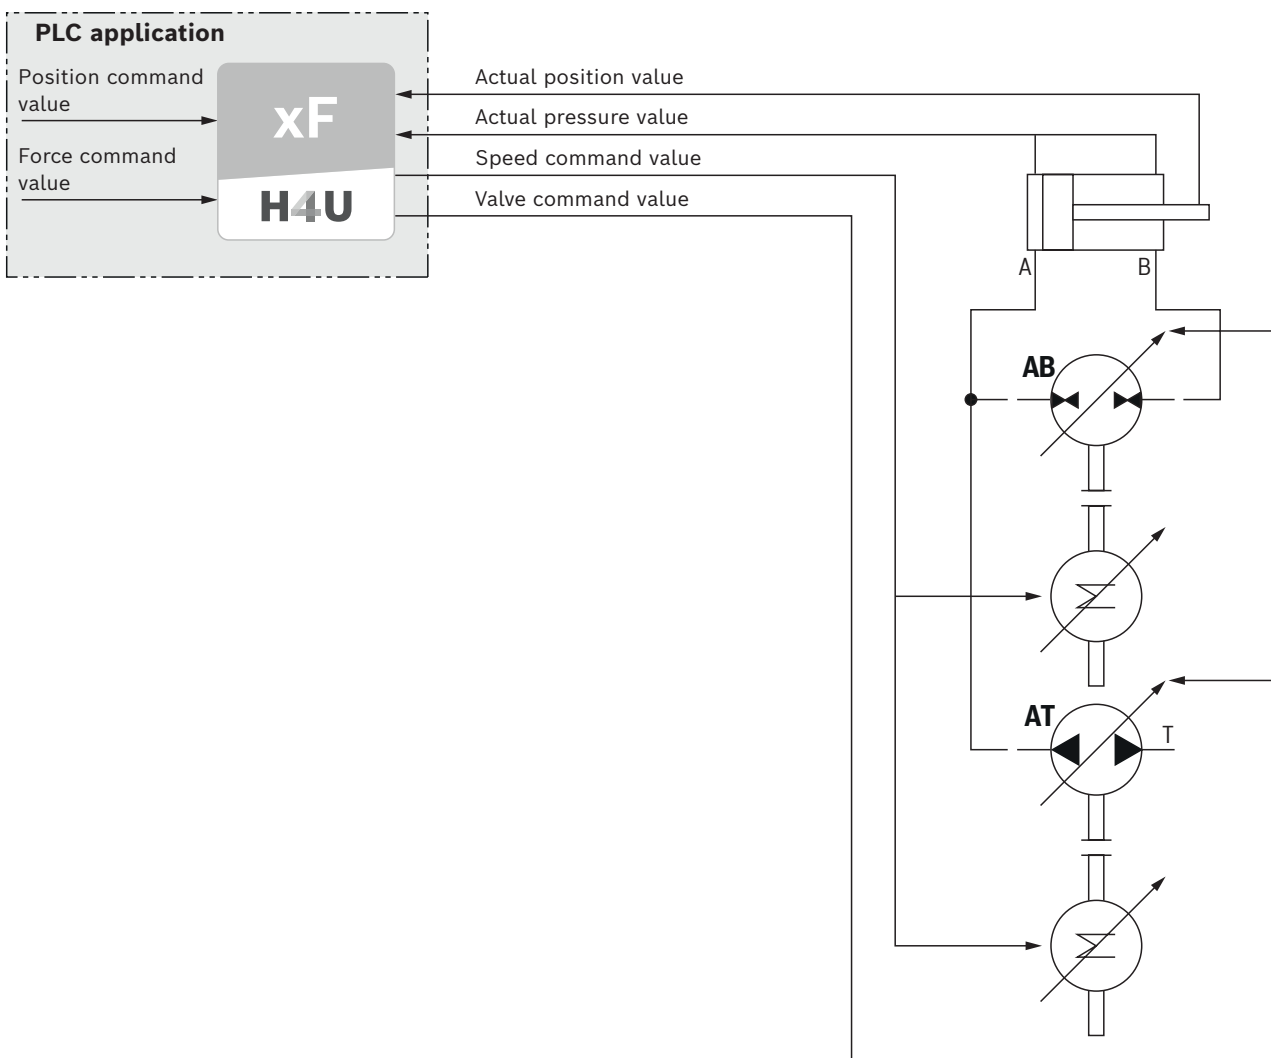 PLC application
Position command
value
Force command
value
xF
H4U
Actual position value
Actual pressure value
Speed command value
Valve command value
A
B
AB
AT
T